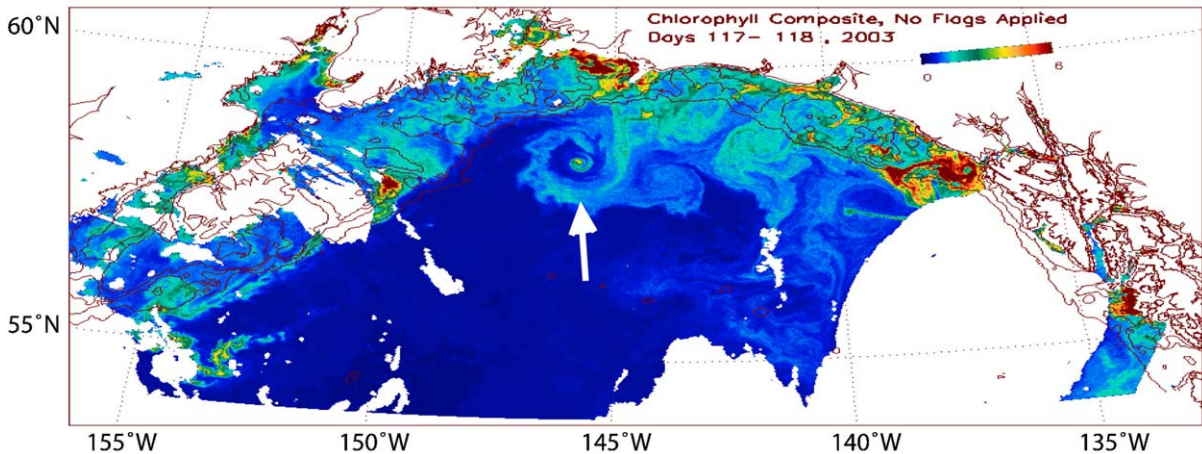 Chlorophyll Composite, No Flags Applied
Days 117- 118 , 2003
0 6
60°N
55°N
155°W 150°W 145°W 140°W 135°W